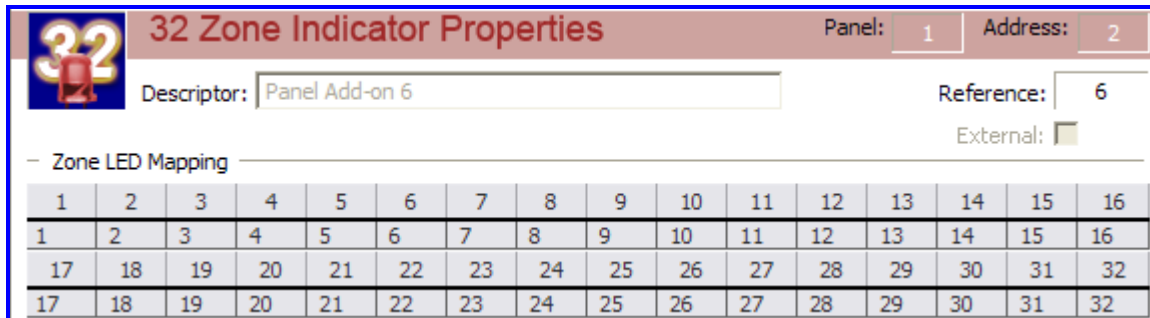 32 32 Zone Indicator Properties Panel: 1 Address: 2
Descriptor: Panel Add-on 6 Reference: 6
External:
Zone LED Mapping
1 2 3 4 5 6 7 8 9 10 11 12 13 14 15 16
1 2 3 4 5 6 7 8 9 10 11 12 13 14 15 16
17 18 19 20 21 22 23 24 25 26 27 28 29 30 31 32
17 18 19 20 21 22 23 24 25 26 27 28 29 30 31 32